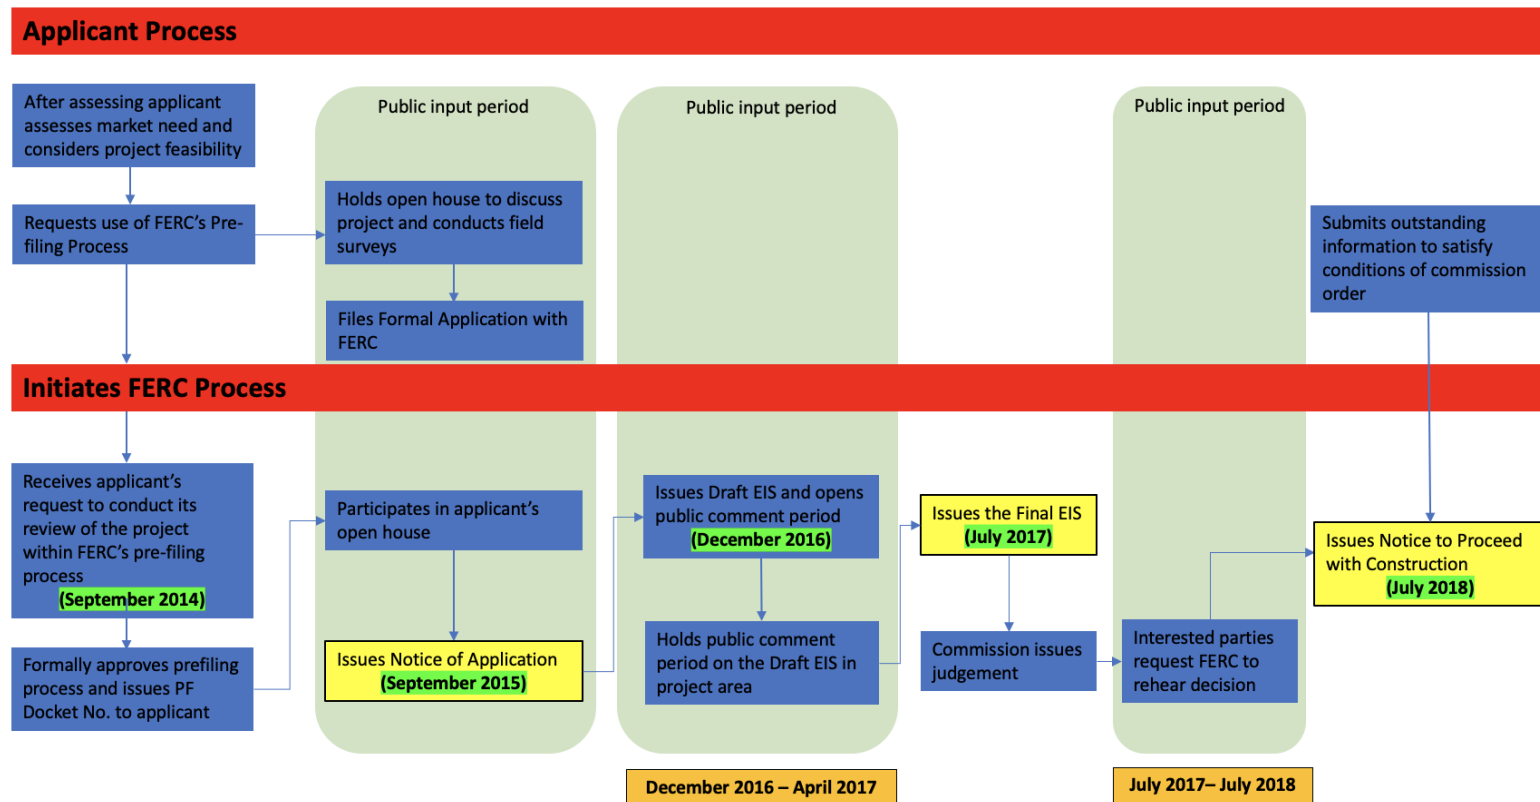 Applicant Process
After assessing applicant
assesses market need and
considers project feasibility
Requests use of FERC's Pre-
filing Process
Public input period
Holds open house to discuss
project and conducts field
surveys
Files Formal Application with
FERC
Public input period
Public input period
Submits outstanding
information to satisfy
conditions of commission
order
Initiates FERC Process
Receives applicant's
request to conduct its
review of the project
within FERC's pre-filing
process
(September 2014)
Formally approves prefiling
process and issues PF
Docket No. to applicant
Participates in applicant's
open house
Issues Notice of Application
(September 2015)
Issues Draft EIS and opens
public comment period
(December 2016)
Holds public comment
period on the Draft EIS in
project area
Issues the Final EIS
(July 2017)
Commission issues
judgement
Interested parties
request FERC to
rehear decision
Issues Notice to Proceed
with Construction
(July 2018)
December 2016 – April 2017
July 2017– July 2018